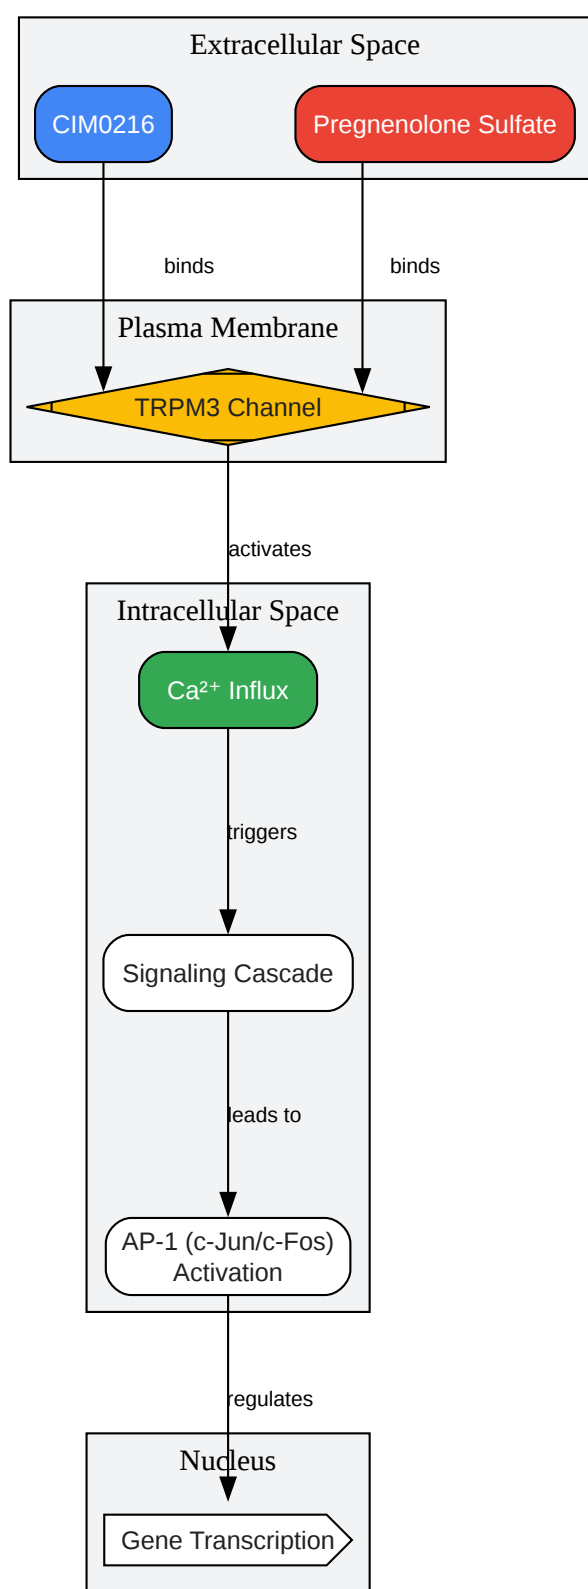 Extracellular Space
CIM0216
Pregnenolone Sulfate
binds
binds
Plasma Membrane
TRPM3 Channel
activates
Intracellular Space
Ca²⁺ Influx
triggers
Signaling Cascade
leads to
AP-1 (c-Jun/c-Fos)
Activation
regulates
Nucleus
Gene Transcription